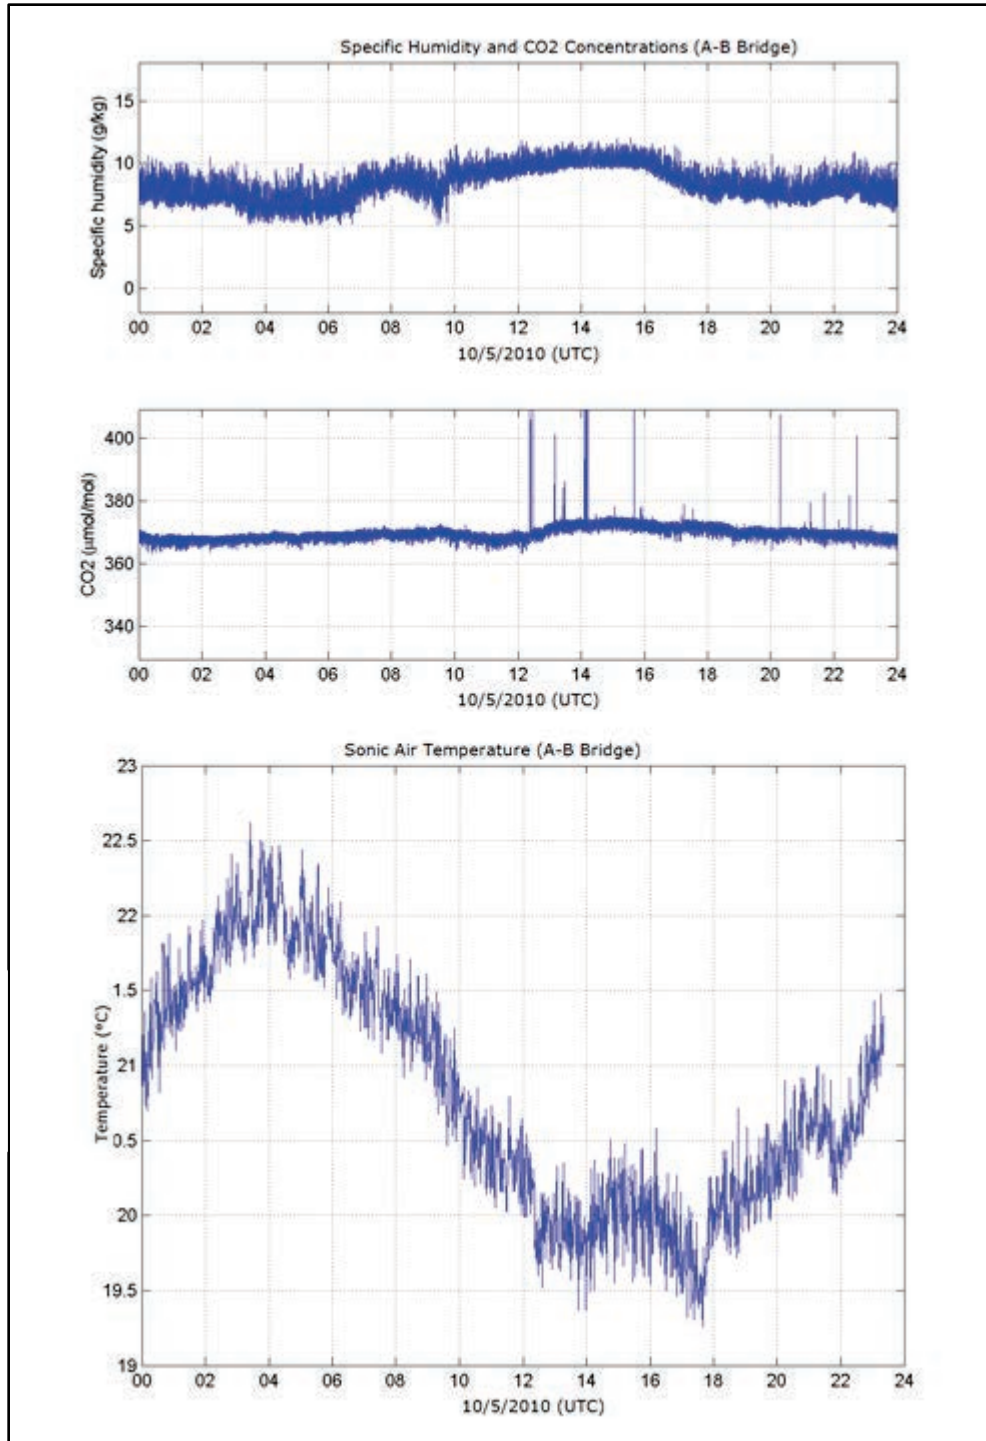 Specific Humidity and CO2 Concentrations (A-B Bridge)
Specific humidity (g/kg)
15
10
5
0
00 02 04 06 08 10 12 14 16 18 20 22 24
10/5/2010 (UTC)
CO2 (μmol/mol)
400
380
360
340
00 02 04 06 08 10 12 14 16 18 20 22 24
10/5/2010 (UTC)
Sonic Air Temperature (A-B Bridge)
Temperature (°C)
23
22.5
22
1.5
21
0.5
20
19.5
19
00 02 04 06 08 10 12 14 16 18 20 22 24
10/5/2010 (UTC)